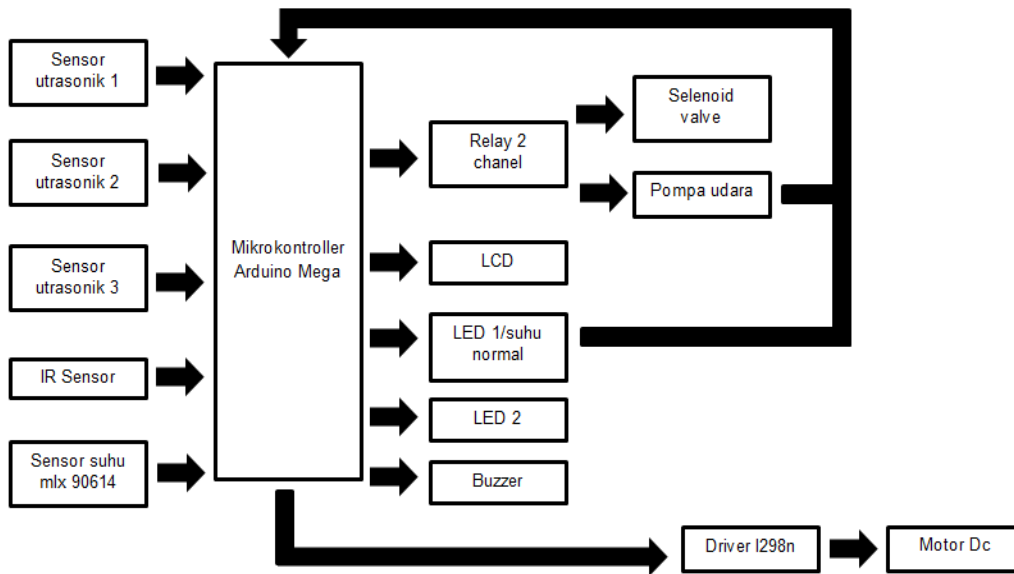 Sensor
utrasonik 1
Sensor
utrasonik 2
Sensor
utrasonik 3
IR Sensor
Sensor suhu
mlx 90614
Mikrokontroller
Arduino Mega
Relay 2
chanel
Selenoid
valve
Pompa udara
LCD
LED 1/suhu
normal
LED 2
Buzzer
Driver l298n
Motor Dc